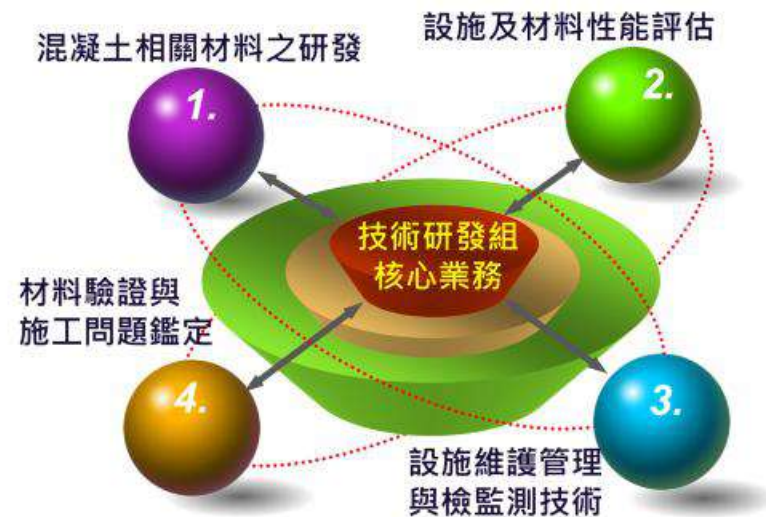 混凝土相關材料之研發
設施及材料性能評估
1.
2.
技術研發組
核心業務
材料驗證與
施工問題鑑定
4.
3.
設施維護管理
與檢監測技術